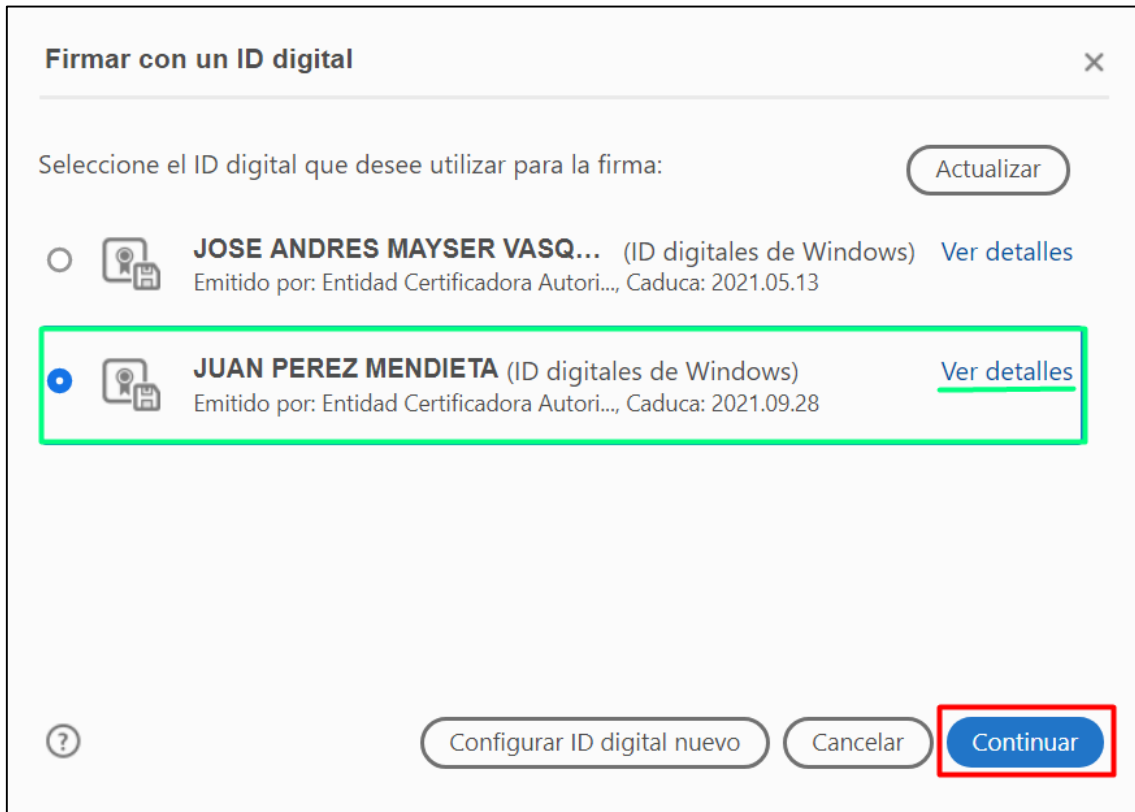 Firmar con un ID digital
Seleccione el ID digital que desee utilizar para la firma:
Actualizar
JOSE ANDRES MAYSER VASQ... (ID digitales de Windows) Ver detalles
Emitido por: Entidad Certificadora Autori..., Caduca: 2021.05.13
JUAN PEREZ MENDIETA (ID digitales de Windows) Ver detalles
Emitido por: Entidad Certificadora Autori..., Caduca: 2021.09.28
? Configurar ID digital nuevo Cancelar Continuar